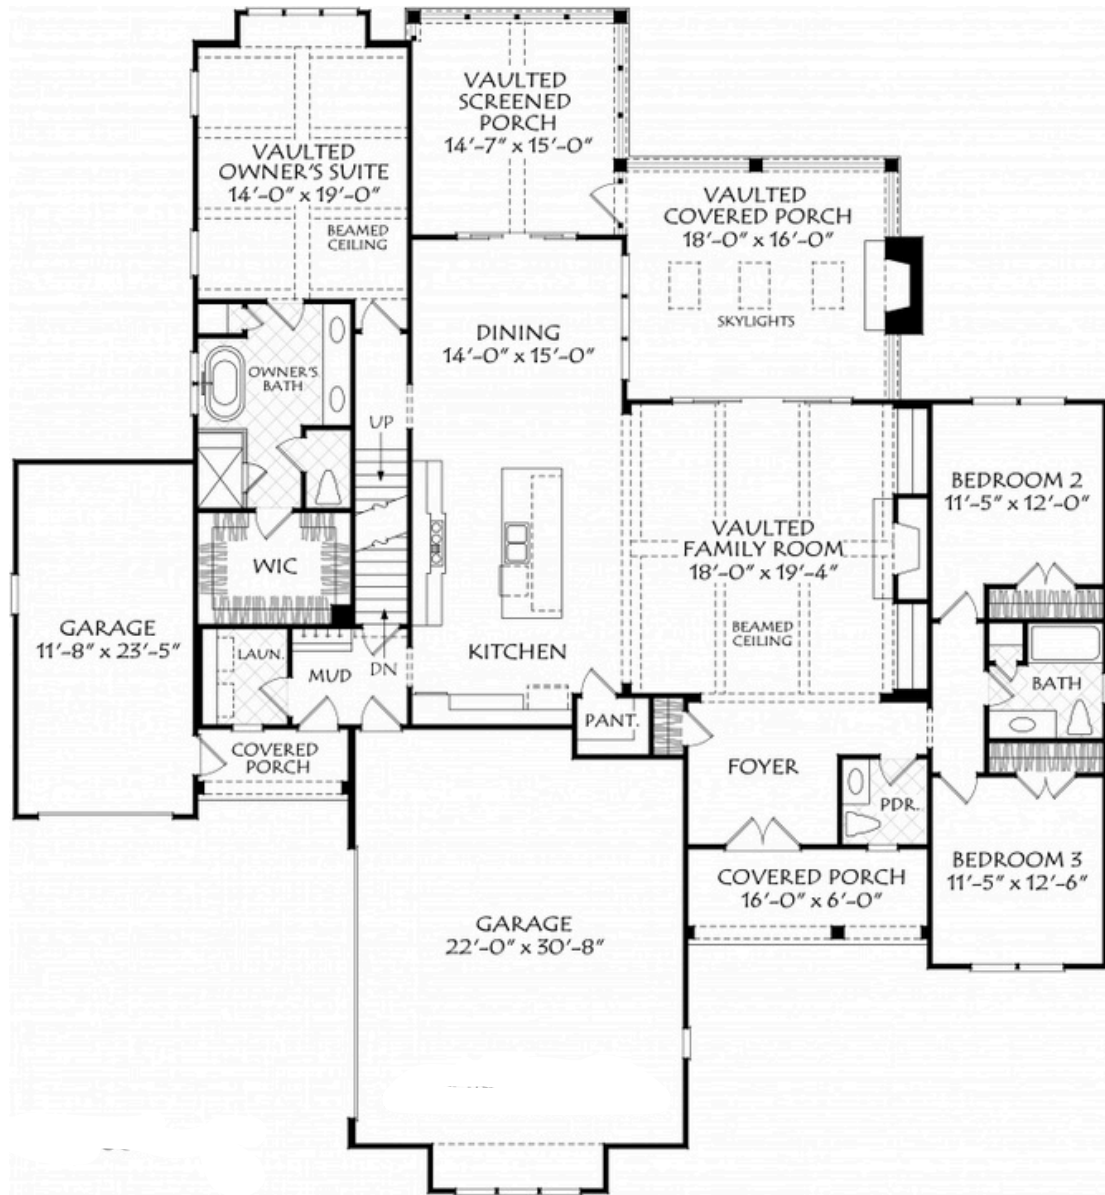 VAULTED
SCREENED
PORCH
14'-7" x 15'-0"
VAULTED
OWNER'S SUITE
14'-0" x 19'-0"
BEAMED
CEILING
VAULTED
COVERED PORCH
18'-0" x 16'-0"
SKYLIGHTS
DINING
14'-0" x 15'-0"
OWNER'S
BATH
UP
BEDROOM 2
11'-5" x 12'-0"
VAULTED
FAMILY ROOM
18'-0" x 19'-4"
BEAMED
CEILING
WIC
GARAGE
11'-8" x 23'-5"
LAUN.
MUD
DN
KITCHEN
BATH
PANT.
COVERED
PORCH
FOYER
PDR.
BEDROOM 3
11'-5" x 12'-6"
COVERED PORCH
16'-0" x 6'-0"
GARAGE
22'-0" x 30'-8"